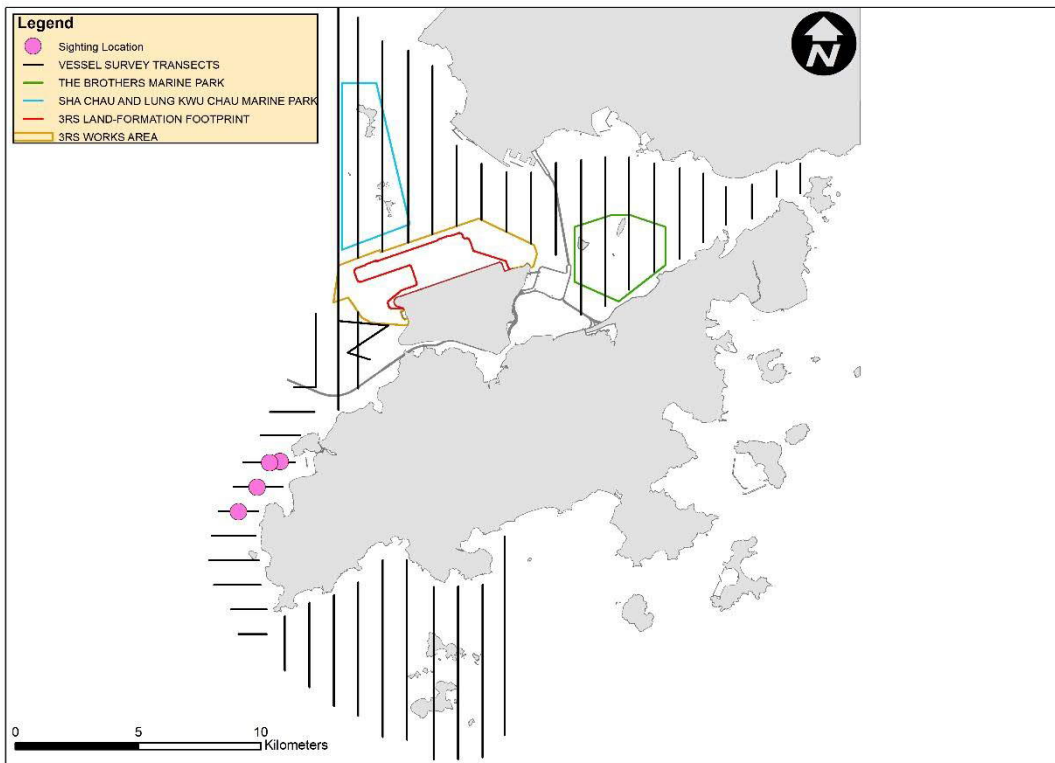 Legend
Sighting Location
VESSEL SURVEY TRANSECTS
THE BROTHERS MARINE PARK
SHA CHAU AND LUNG KWU CHAU MARINE PARK
3RS LAND-FORMATION FOOTPRINT
3RS WORKS AREA
N
0 5 10
Kilometers